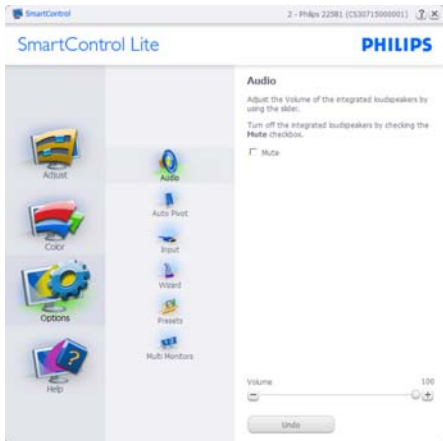 SmartControl
2 - Philips 225B1 (CS30715000001)
SmartControl Lite
PHILIPS
Adjust
Color
Options
Help
Audio
Auto Pivot
Input
Wizard
Presets
Multi Monitors
Audio
Adjust the Volume of the integrated loudspeakers by
using the slider.
Turn off the integrated loudspeakers by checking the
Mute checkbox.
Mute
Volume
100
Undo